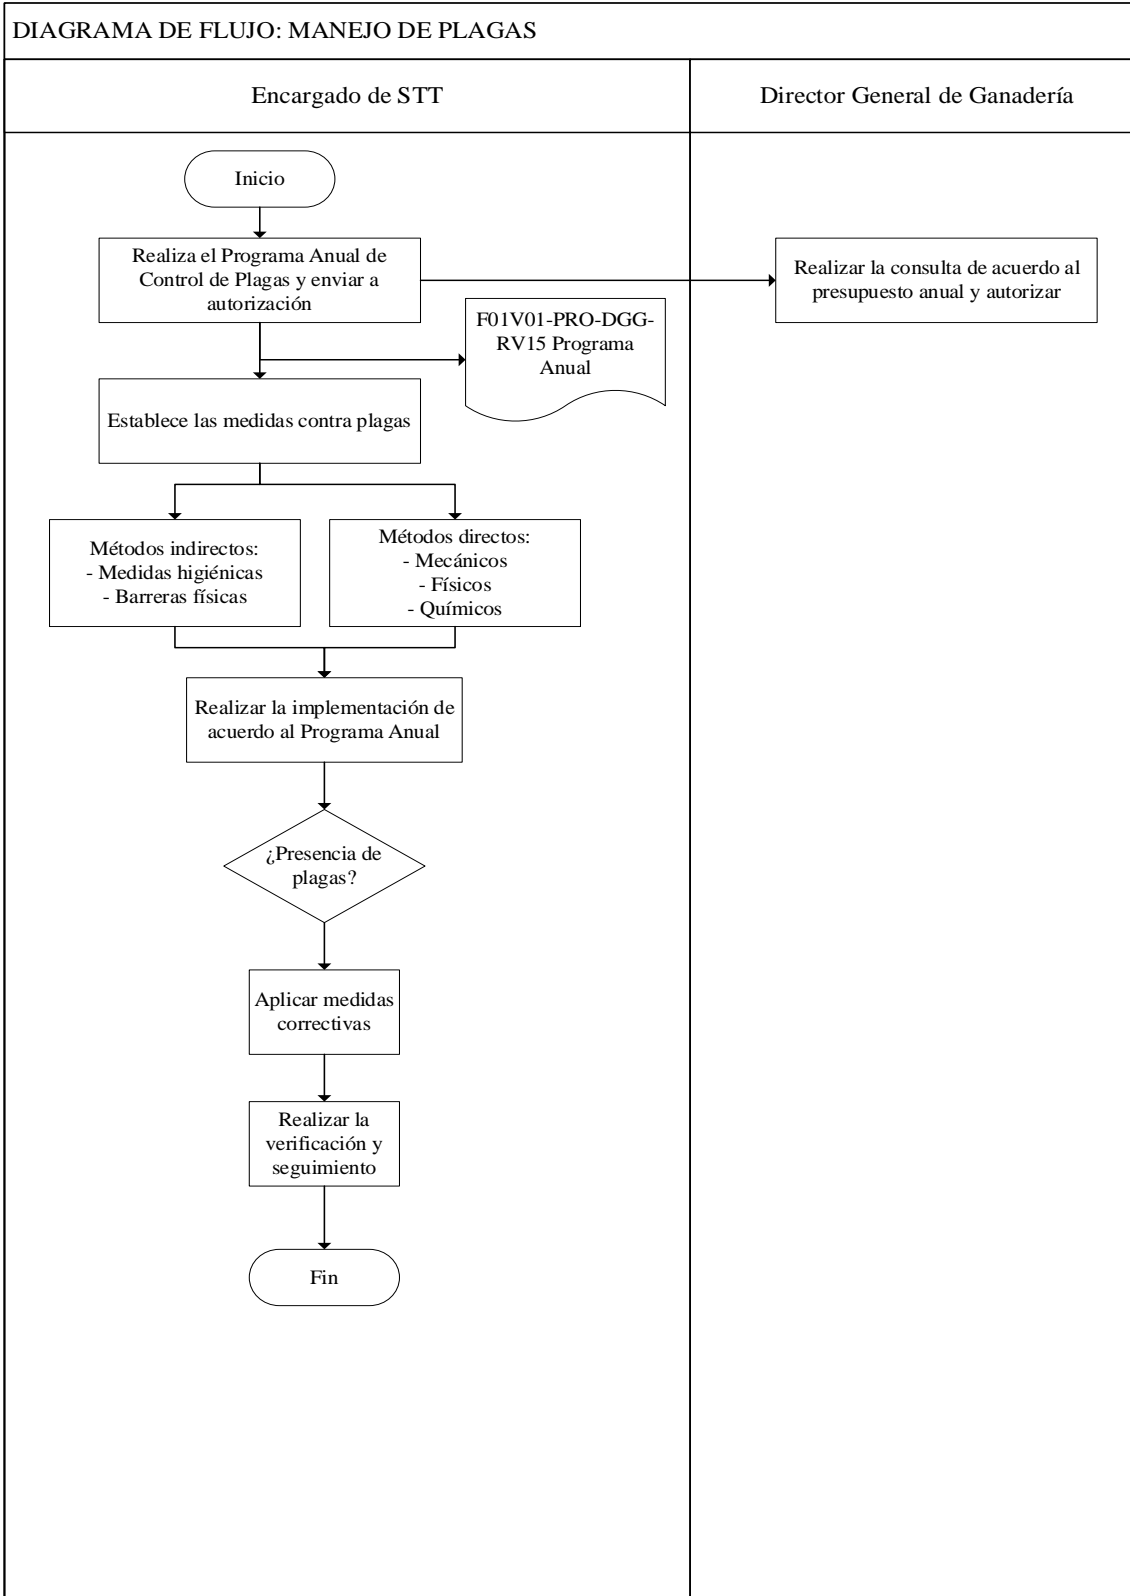 DIAGRAMA DE FLUJO: MANEJO DE PLAGAS
Encargado de STT
Director General de Ganadería
Inicio
Realiza el Programa Anual de
Control de Plagas y enviar a
autorización
Realizar la consulta de acuerdo al
presupuesto anual y autorizar
F01V01-PRO-DGG-
RV15 Programa
Anual
Establece las medidas contra plagas
Métodos indirectos:
- Medidas higiénicas
- Barreras físicas
Métodos directos:
- Mecánicos
- Físicos
- Químicos
Realizar la implementación de
acuerdo al Programa Anual
¿Presencia de
plagas?
Aplicar medidas
correctivas
Realizar la
verificación y
seguimiento
Fin